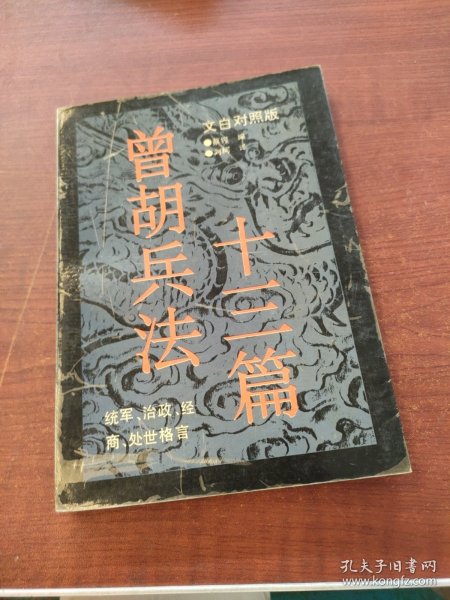 文白对照版
曾胡兵法
十三篇
统军、治政、经
商、处世格言
孔夫子旧书网
www.kongfz.com